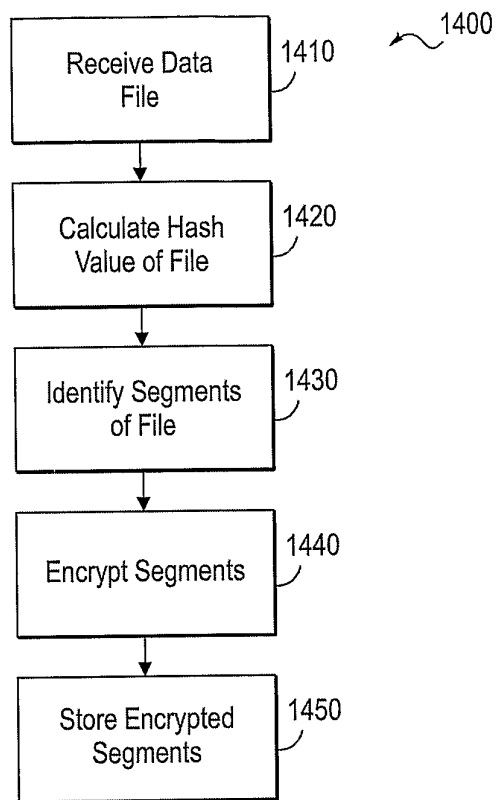 1400
Receive Data
File
1410
Calculate Hash
Value of File
1420
Identify Segments
of File
1430
Encrypt Segments
1440
Store Encrypted
Segments
1450